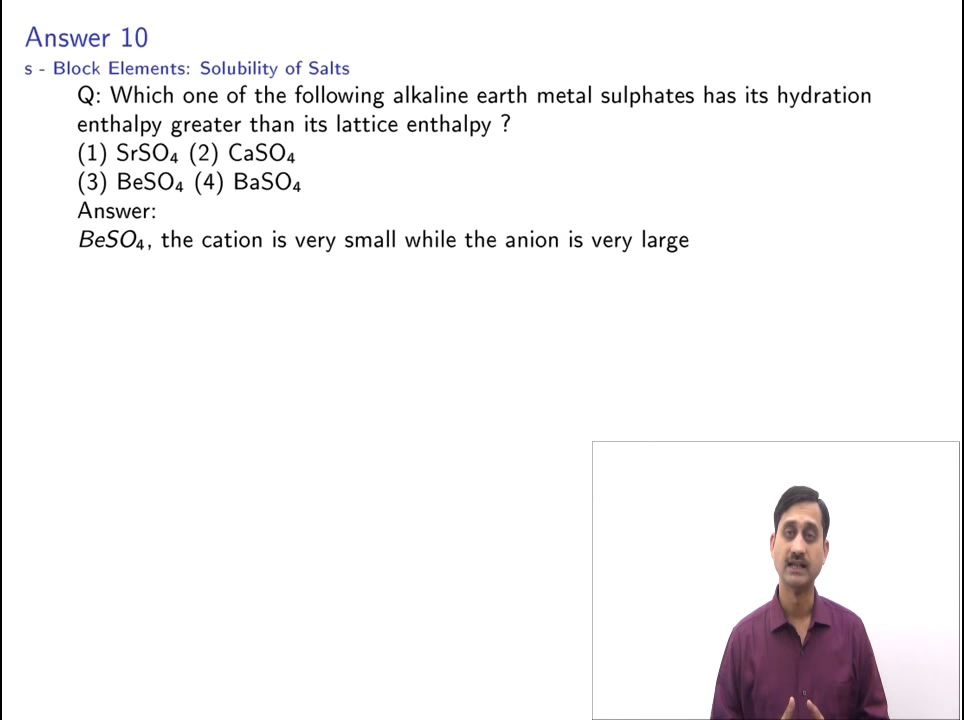 Answer 10
s - Block Elements: Solubility of Salts
Q: Which one of the following alkaline earth metal sulphates has its hydration
enthalpy greater than its lattice enthalpy ?
(1) SrSO₄ (2) CaSO₄
(3) BeSO₄ (4) BaSO₄
Answer:
BeSO₄, the cation is very small while the anion is very large